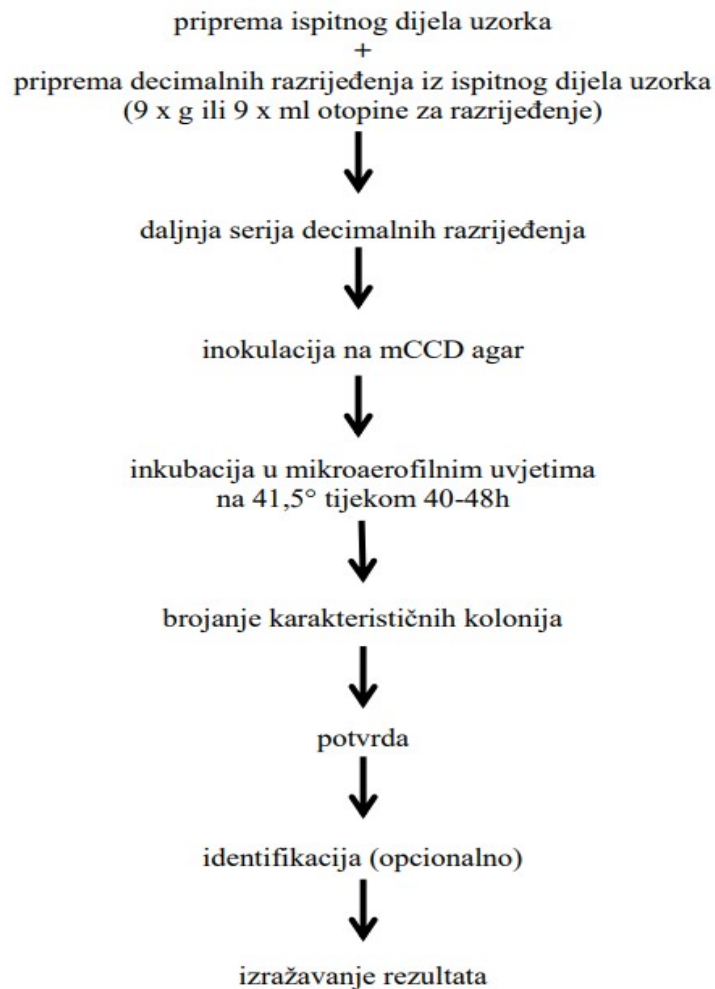 priprema ispitnog dijela uzorka
+
priprema decimalnih razrijeđenja iz ispitnog dijela uzorka
(9 x g ili 9 x ml otopine za razrijeđenje)
daljnja serija decimalnih razrijeđenja
inokulacija na mCCD agar
inkubacija u mikroaerofilnim uvjetima
na 41,5° tijekom 40-48h
brojanje karakterističnih kolonija
potvrda
identifikacija (opcionalno)
izražavanje rezultata